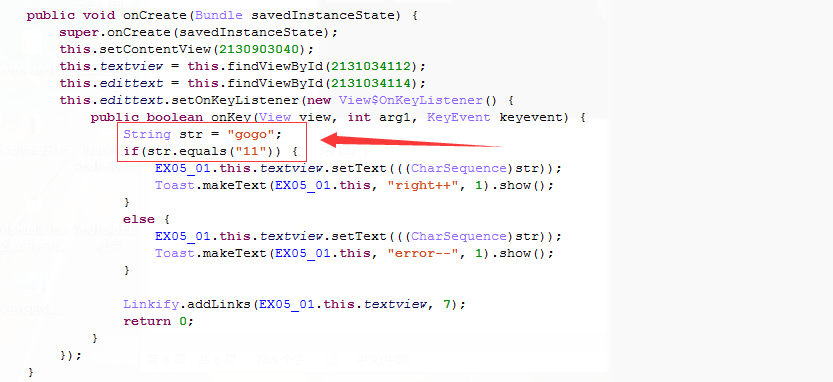 public void onCreate(Bundle savedInstanceState) {
    super.onCreate(savedInstanceState);
    this.setContentView(2130903040);
    this.textview = this.findViewById(2131034112);
    this.edittext = this.findViewById(2131034114);
    this.edittext.setOnKeyListener(new View$OnKeyListener() {
        public boolean onKey(View view, int arg1, KeyEvent keyevent) {
            String str = "gogo";
            if(str.equals("11")) {
                EX05_01.this.textview.setText(((CharSequence)str));
                Toast.makeText(EX05_01.this, "right++", 1).show();
            }
            else {
                EX05_01.this.textview.setText(((CharSequence)str));
                Toast.makeText(EX05_01.this, "error--", 1).show();
            }
            Linkify.addLinks(EX05_01.this.textview, 7);
            return 0;
        }
    });
}